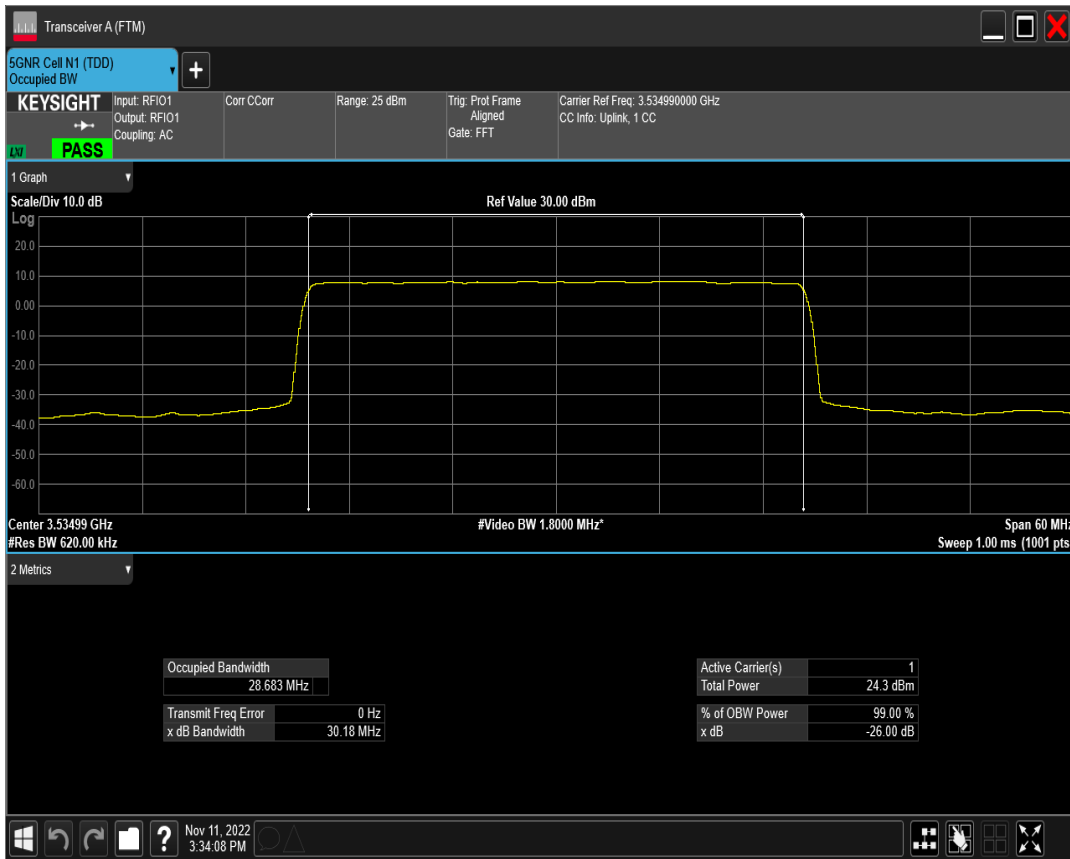 Transceiver A (FTM)
5GNR Cell N1 (TDD)
Occupied BW
+
KEYSIGHT
LXI
PASS
Input: RFIO1
Output: RFIO1
Coupling: AC
Corr CCorr
Range: 25 dBm
Trig: Prot Frame
Aligned
Gate: FFT
Carrier Ref Freq: 3.534990000 GHz
CC Info: Uplink, 1 CC
1 Graph
Scale/Div 10.0 dB
Ref Value 30.00 dBm
Log
20.0
10.0
0.00
-10.0
-20.0
-30.0
-40.0
-50.0
-60.0
Center 3.53499 GHz
#Video BW 1.8000 MHz*
Span 60 MHz
#Res BW 620.00 kHz
Sweep 1.00 ms (1001 pts
2 Metrics
Occupied Bandwidth
28.683 MHz
Transmit Freq Error 0 Hz
x dB Bandwidth 30.18 MHz
Active Carrier(s) 1
Total Power 24.3 dBm
% of OBW Power 99.00 %
x dB -26.00 dB
?
Nov 11, 2022
3:34:08 PM